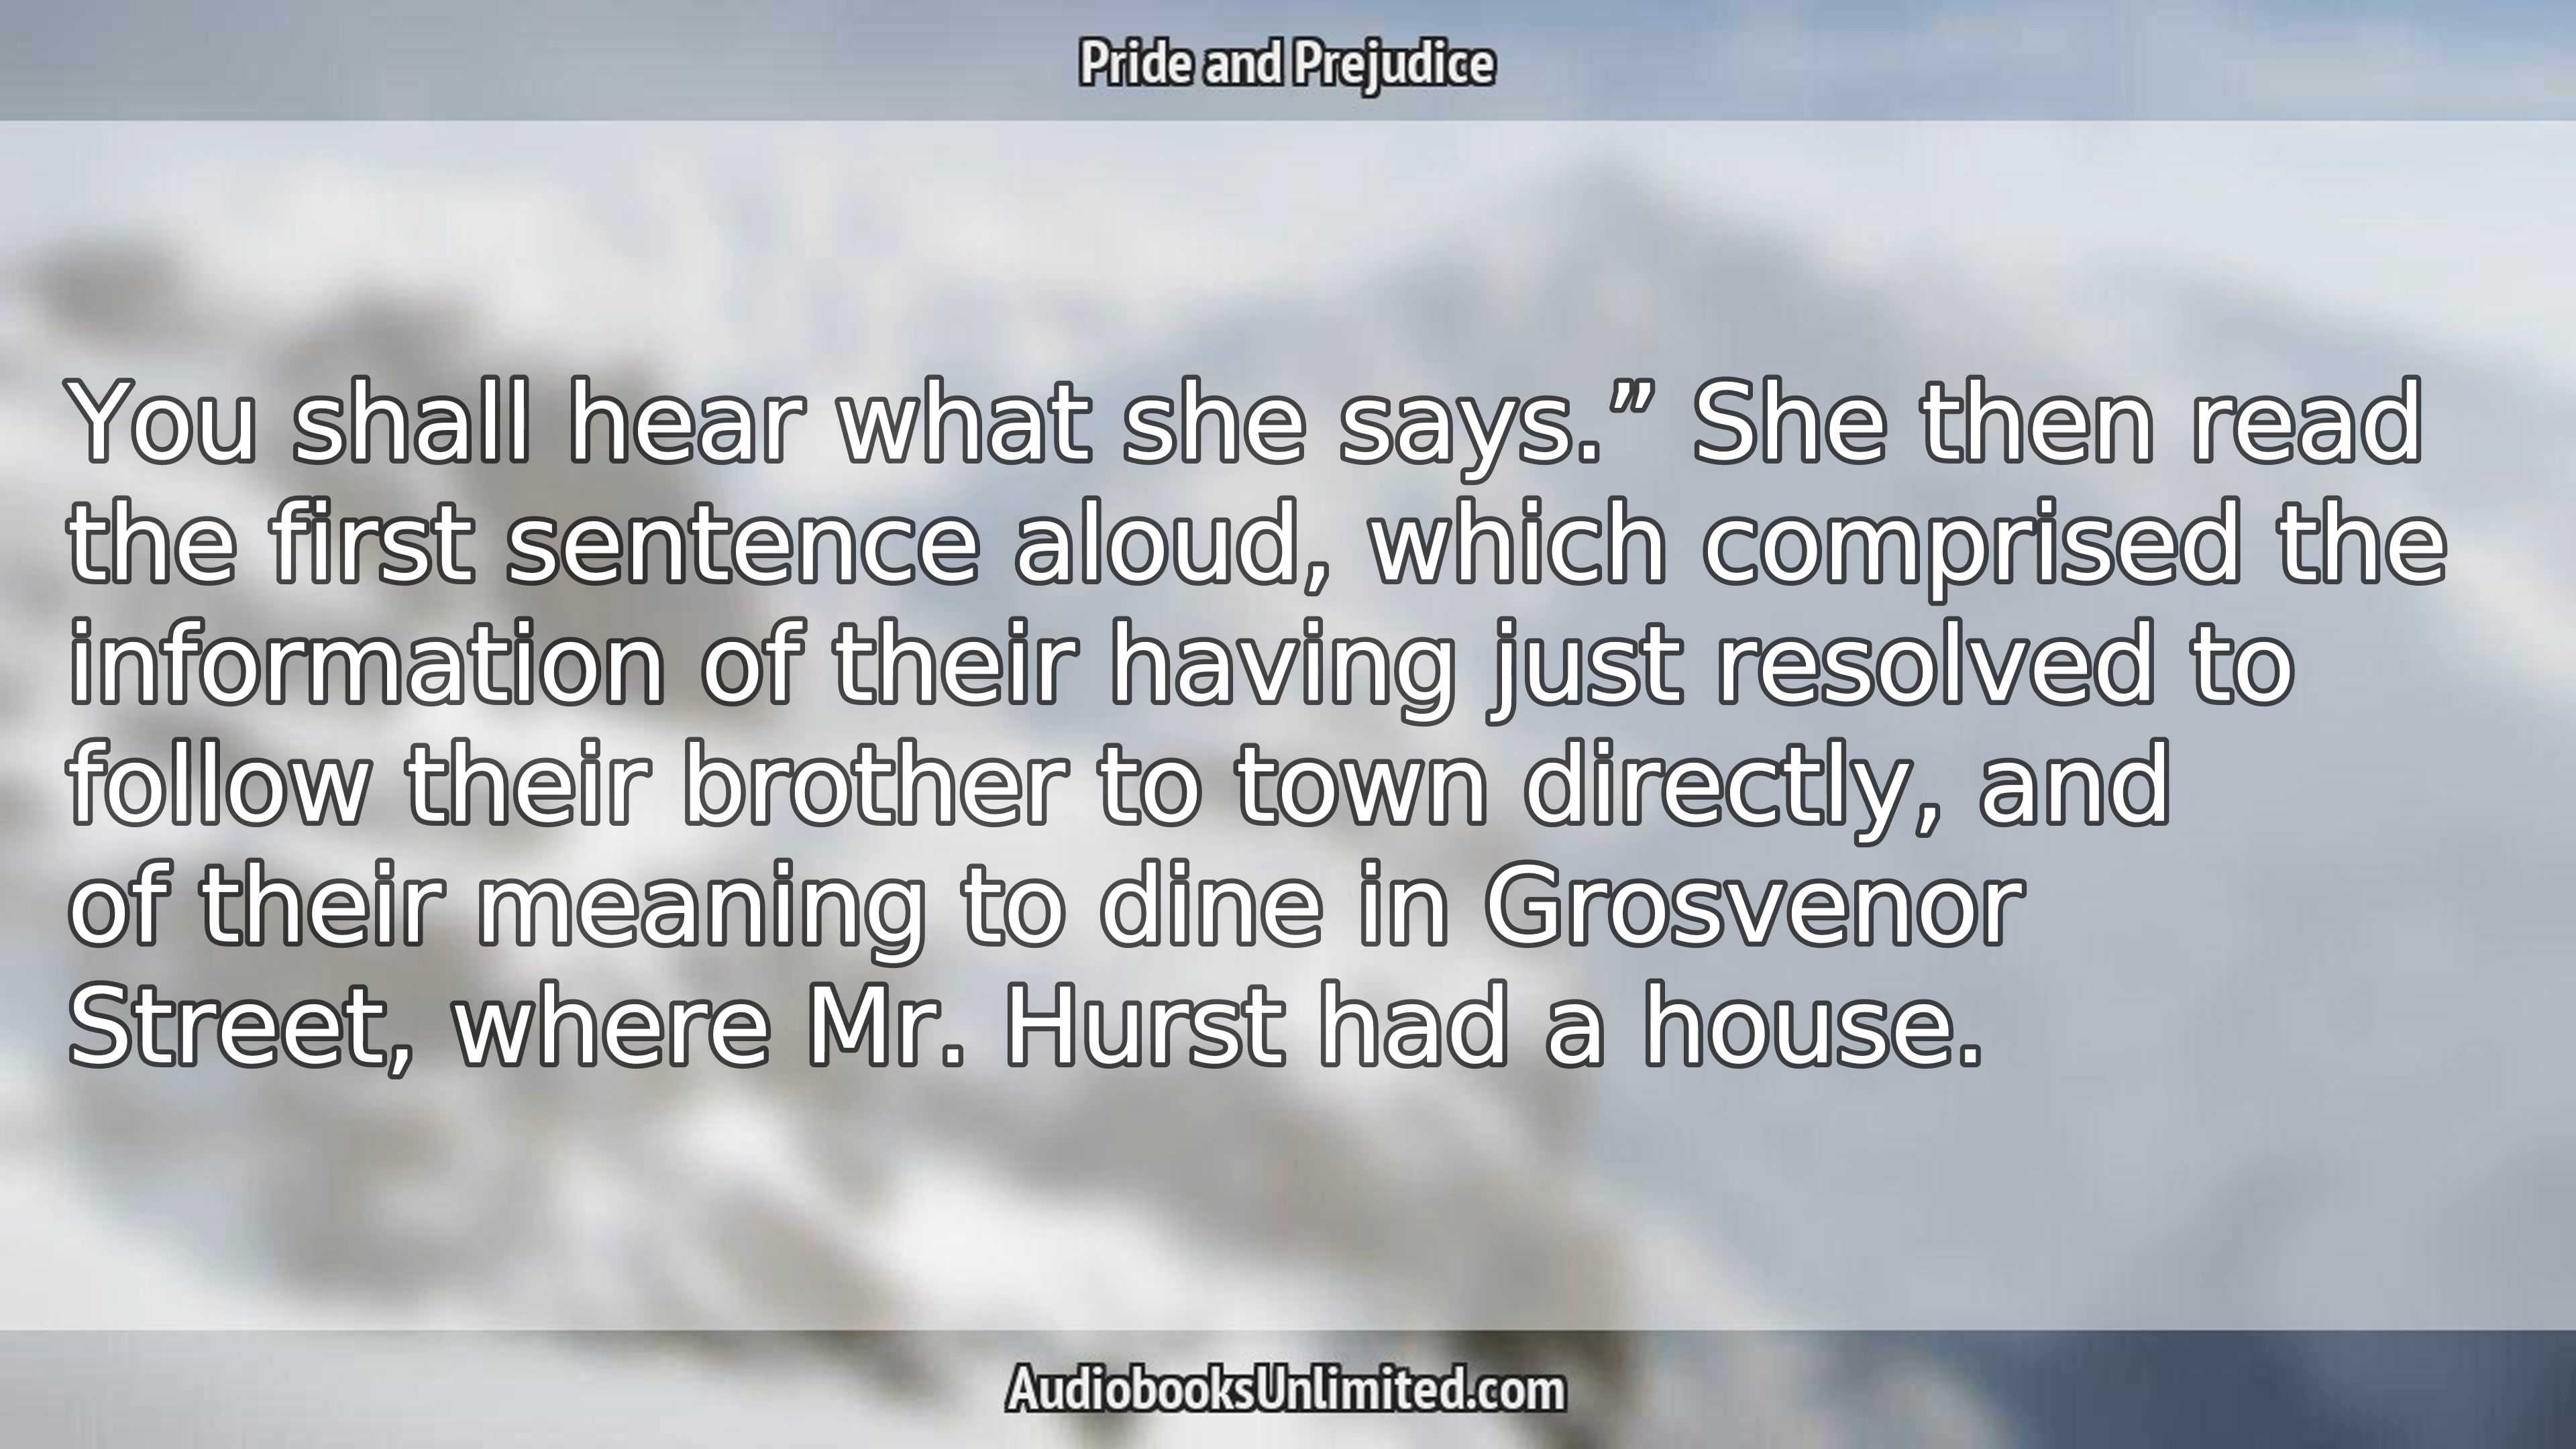 Pride and Prejudice
You shall hear what she says.” She then read
the first sentence aloud, which comprised the
information of their having just resolved to
follow their brother to town directly, and
of their meaning to dine in Grosvenor
Street, where Mr. Hurst had a house.
AudiobooksUnlimited.com